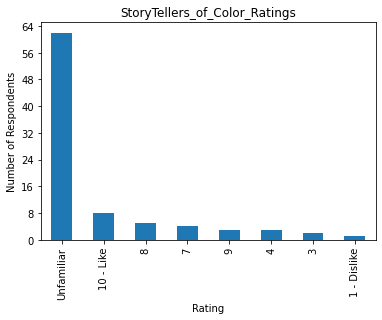 StoryTellers_of_Color_Ratings
Number of Respondents
64
56
48
40
32
24
16
8
0
Unfamiliar
10 - Like
8
7
9
4
3
1 - Dislike
Rating